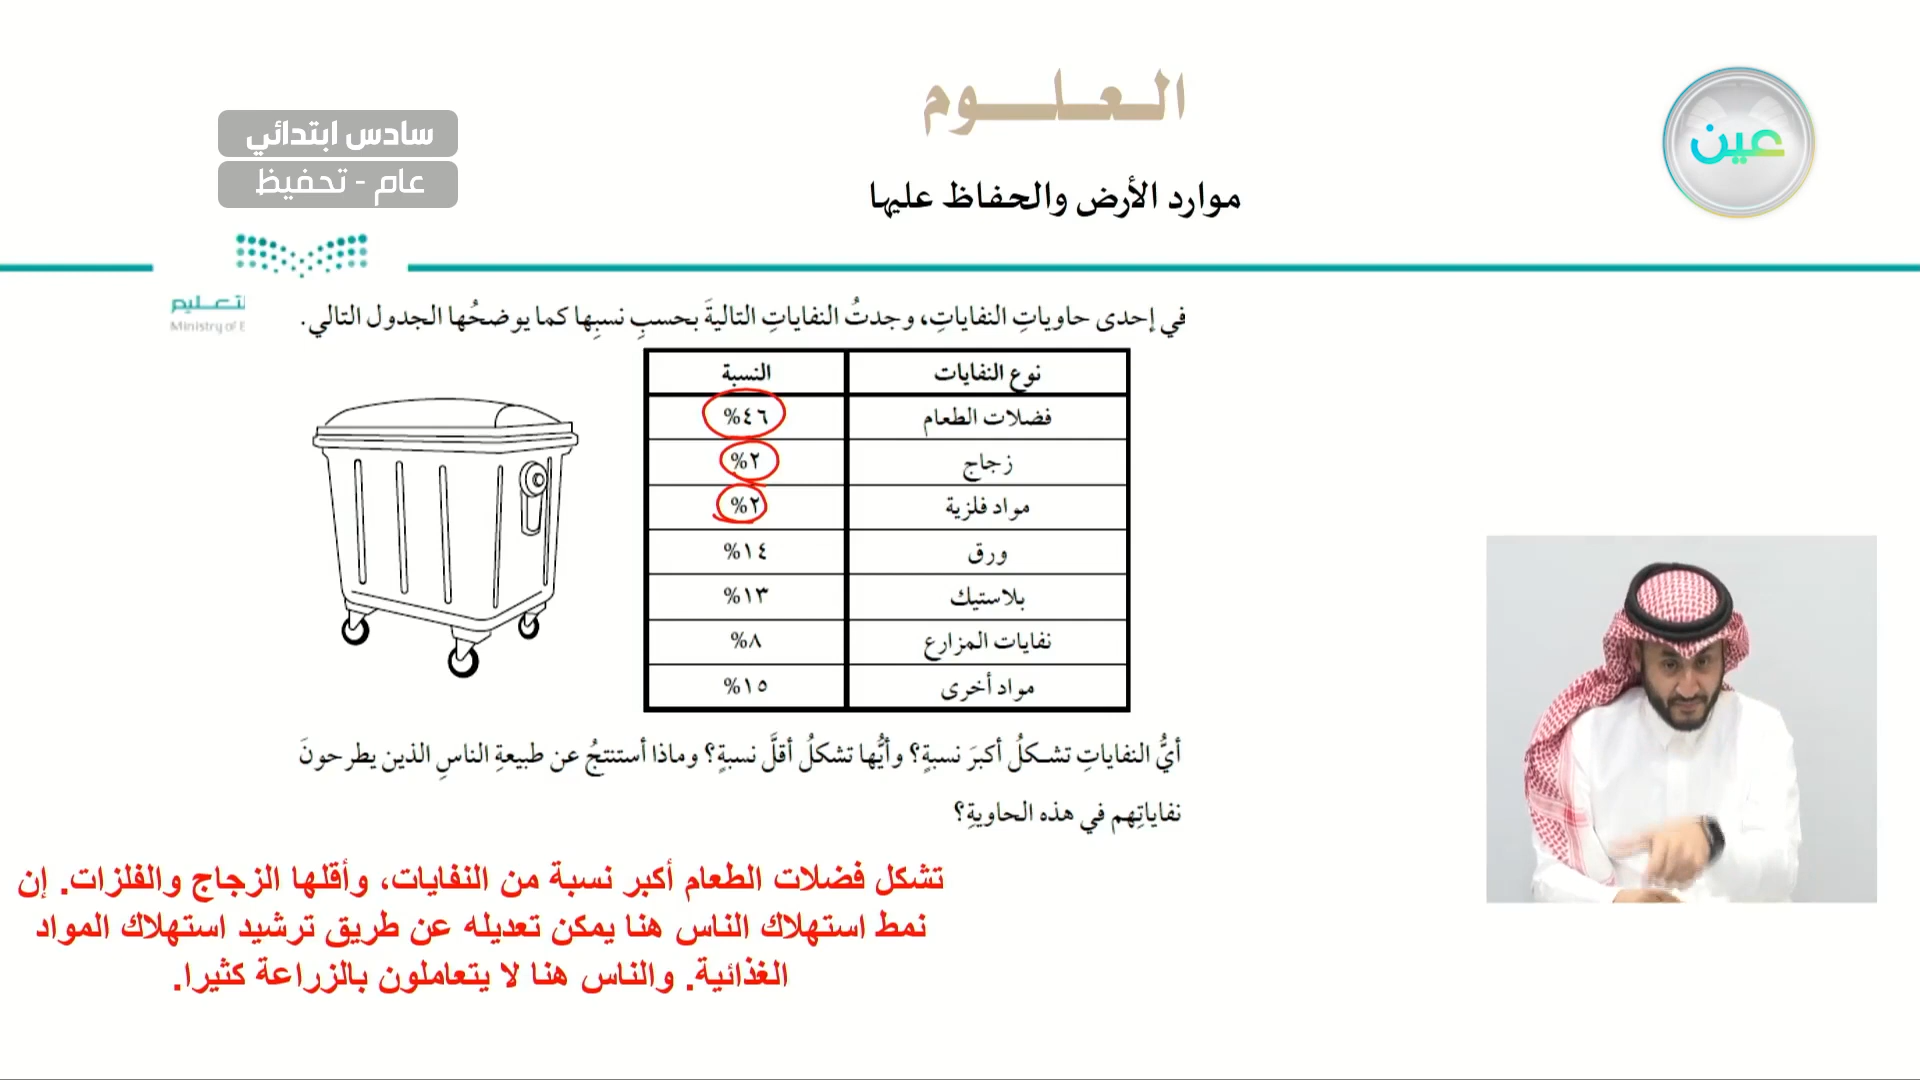 العلوم
سادس ابتدائي
عام - تحفيظ
عين
موارد الأرض والحفاظ عليها
Ministry of E
في إحدى حاوياتِ النفاياتِ، وجدتُ النفاياتِ التاليةَ بحسبِ نسبِها كما يوضحُها الجدول التالي.
نوع النفايات النسبة
فضلات الطعام ٤٦%
زجاج ٢%
مواد فلزية ٢%
ورق ١٤%
بلاستيك ١٣%
نفايات المزارع ٨%
مواد أخرى ١٥%
أيُّ النفاياتِ تشكلُ أكبرَ نسبةٍ؟ وأيُّها تشكلُ أقلَّ نسبةٍ؟ وماذا أستنتجُ عن طبيعةِ الناسِ الذين يطرحونَ
نفاياتِهم في هذه الحاويةِ؟
تشكل فضلات الطعام أكبر نسبة من النفايات، وأقلها الزجاج والفلزات. إن
نمط استهلاك الناس هنا يمكن تعديله عن طريق ترشيد استهلاك المواد
الغذائية. والناس هنا لا يتعاملون بالزراعة كثيرا.